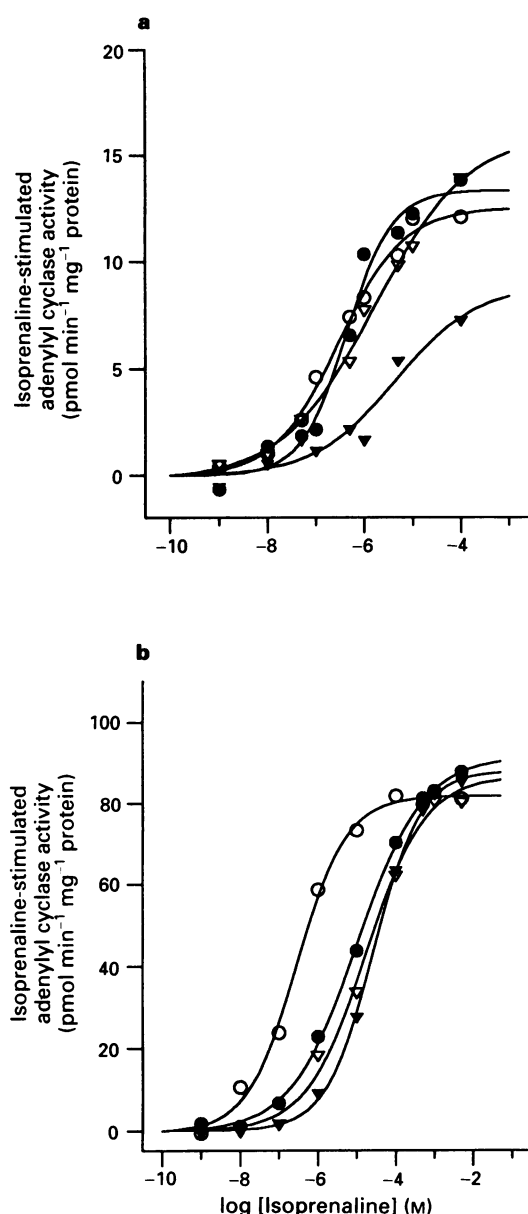 a
20
15
10
5
0
Isoprenaline-stimulated
adenylyl cyclase activity
(pmol min⁻¹ mg⁻¹ protein)
−10 −8 −6 −4
b
100
80
60
40
20
0
Isoprenaline-stimulated
adenylyl cyclase activity
(pmol min⁻¹ mg⁻¹ protein)
−10 −8 −6 −4 −2
log [Isoprenaline] (M)